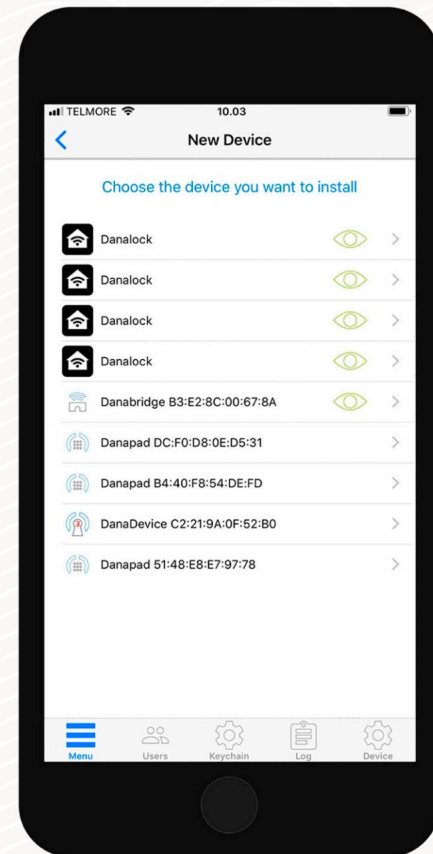 TELMORE 10.03
New Device
Choose the device you want to install
Danalock
Danalock
Danalock
Danalock
Danabridge B3:E2:8C:00:67:8A
Danapad DC:F0:D8:0E:D5:31
Danapad B4:40:F8:54:DE:FD
3 DanaDevice C2:21:9A:0F:52:B0
Danapad 51:48:E8:E7:97:78
Menu Users Keychain Log Device